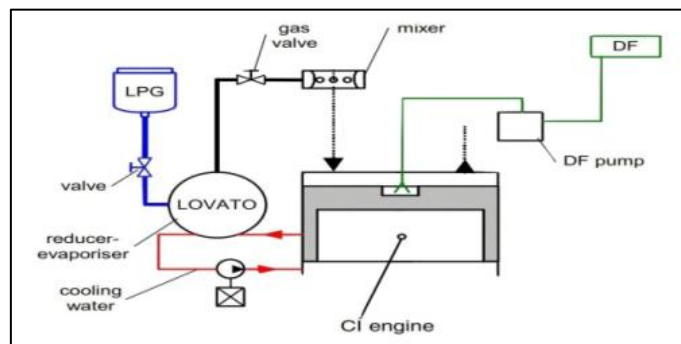 gas
valve
mixer
DF
LPG
DF pump
valve
LOVATO
reducer-
evaporiser
cooling
water
CI engine